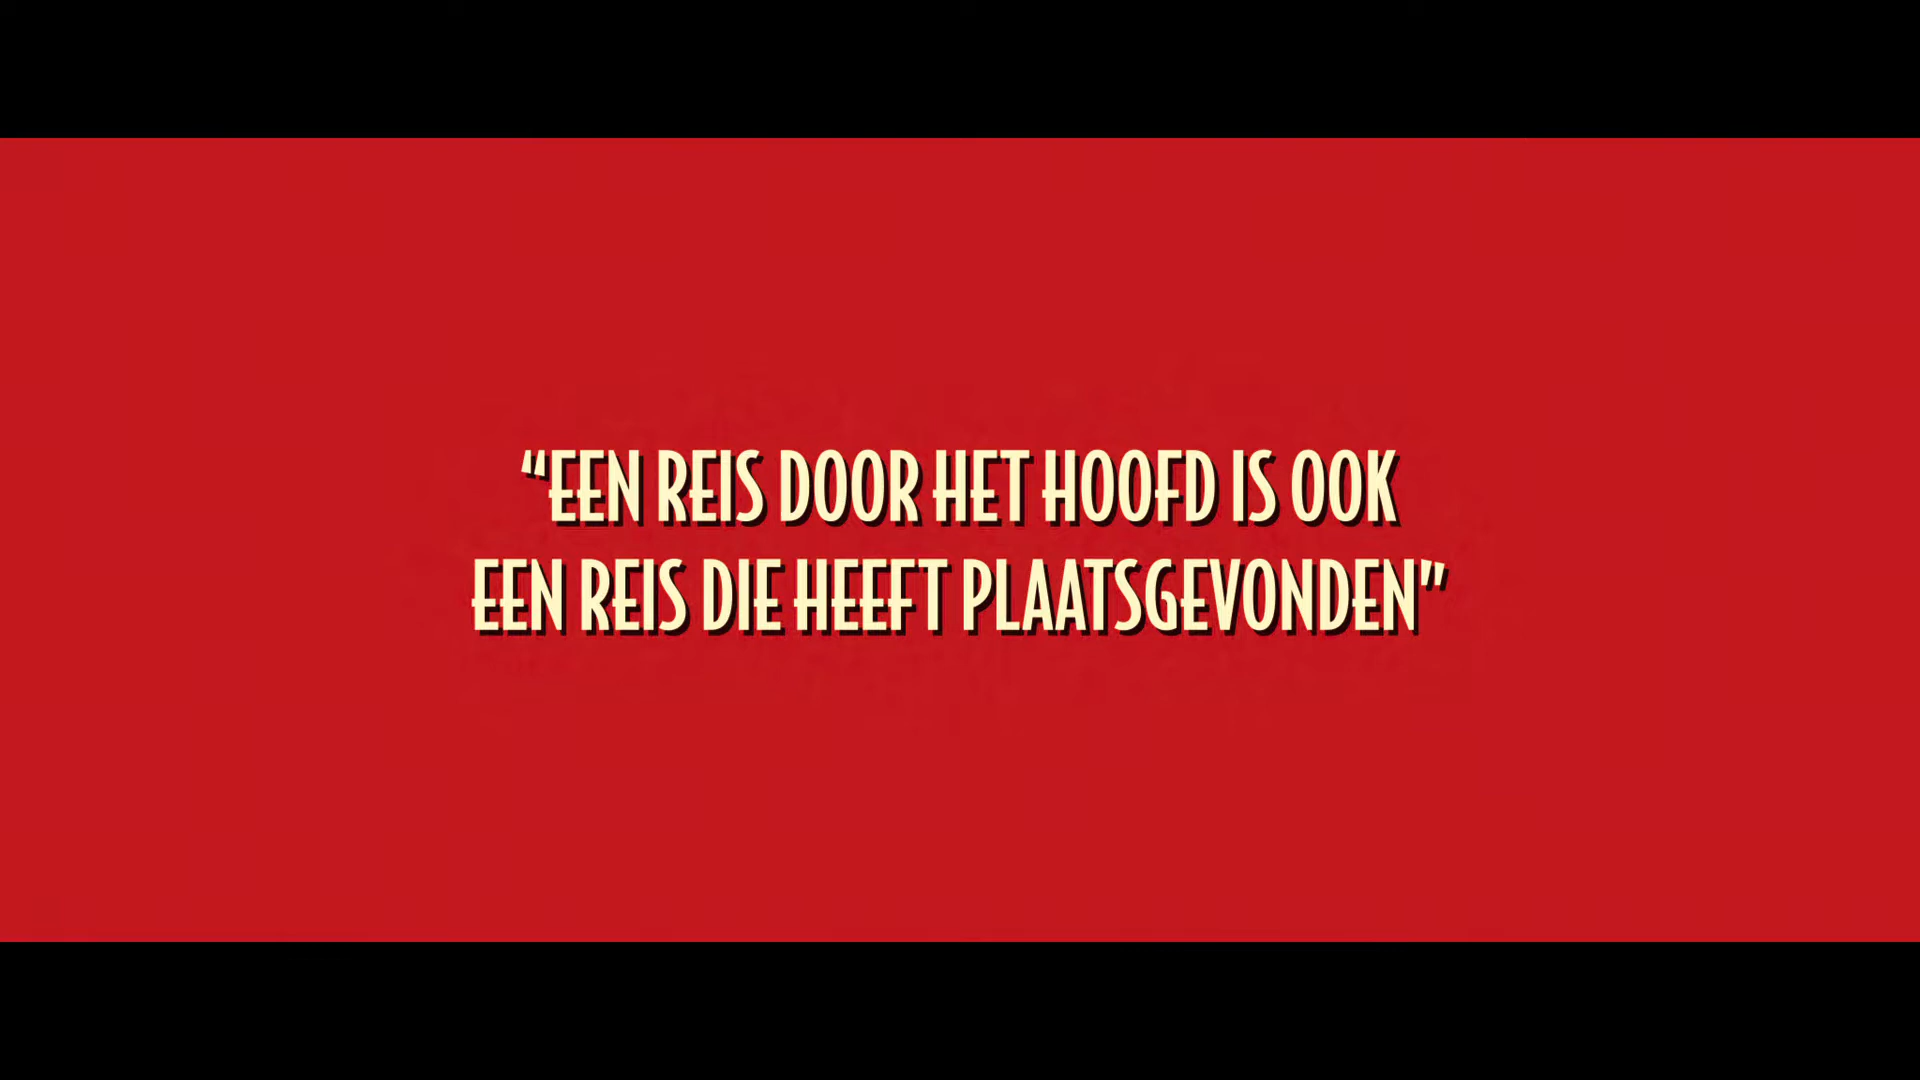 “EEN REIS DOOR HET HOOFD IS OOK
EEN REIS DIE HEEFT PLAATSGEVONDEN”